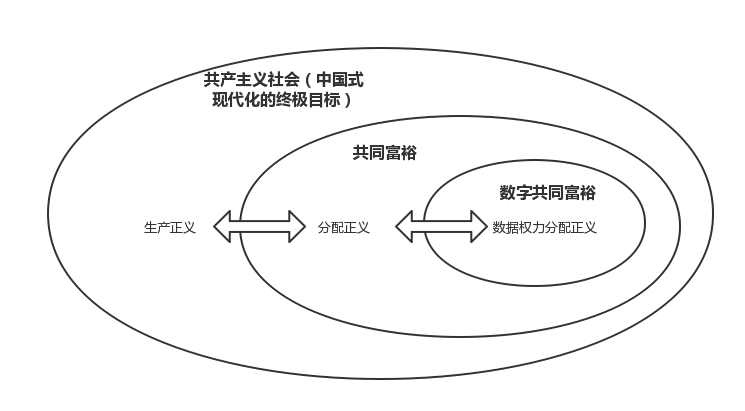 共产主义社会（中国式
现代化的终极目标）
共同富裕
数字共同富裕
生产正义
分配正义
数据权力分配正义